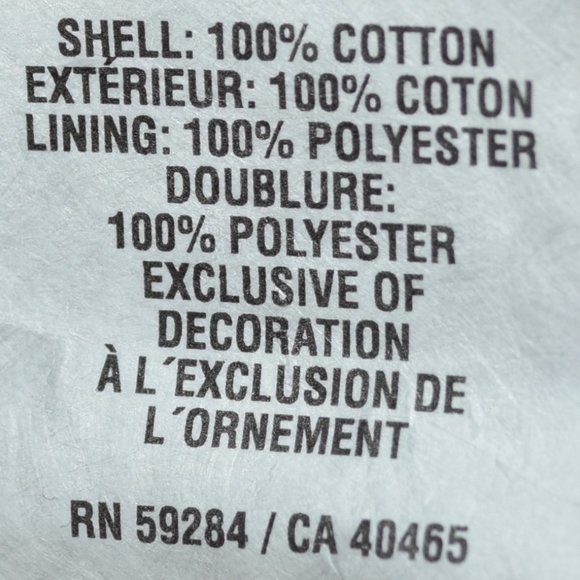 SHELL: 100% COTTON
EXTÉRIEUR: 100% COTON
LINING: 100% POLYESTER
DOUBLURE:
100% POLYESTER
EXCLUSIVE OF
DECORATION
À L´EXCLUSION DE
L´ORNEMENT
RN 59284 / CA 40465